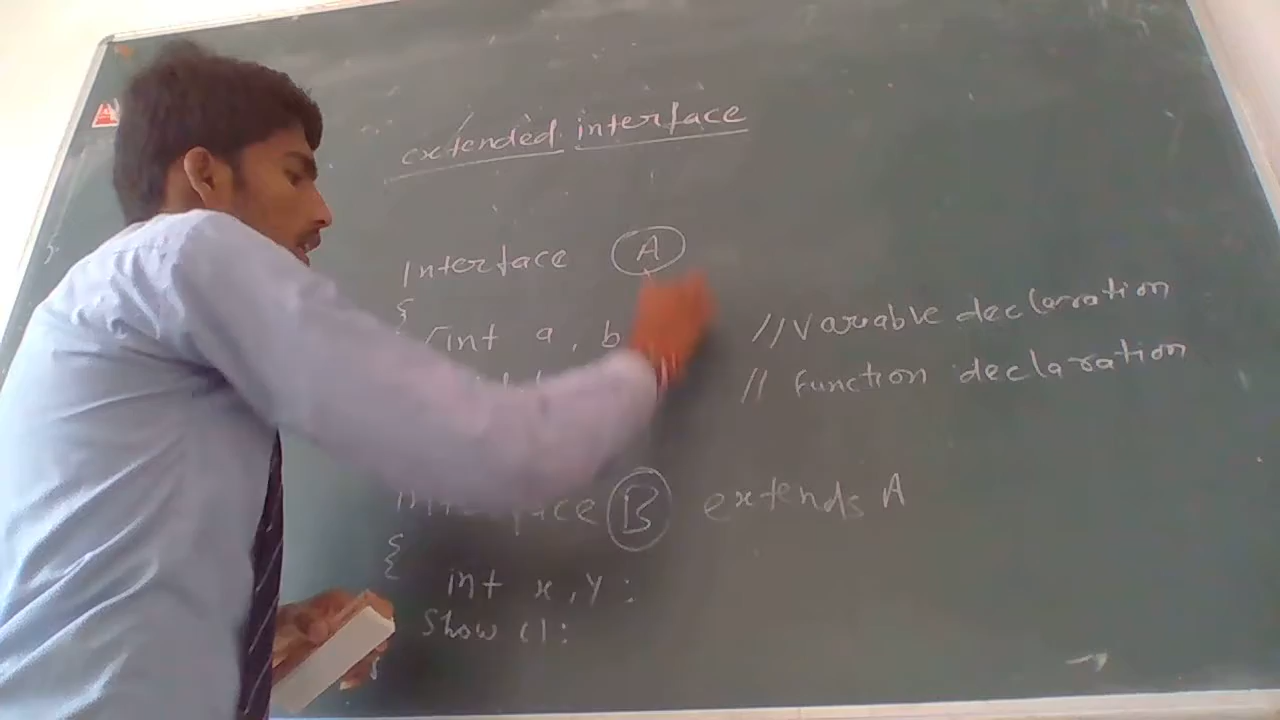 extended interface
Interface A
{
int a, b
// Variable declaration
// function declaration
B extends A
{
int x, y;
Show ();